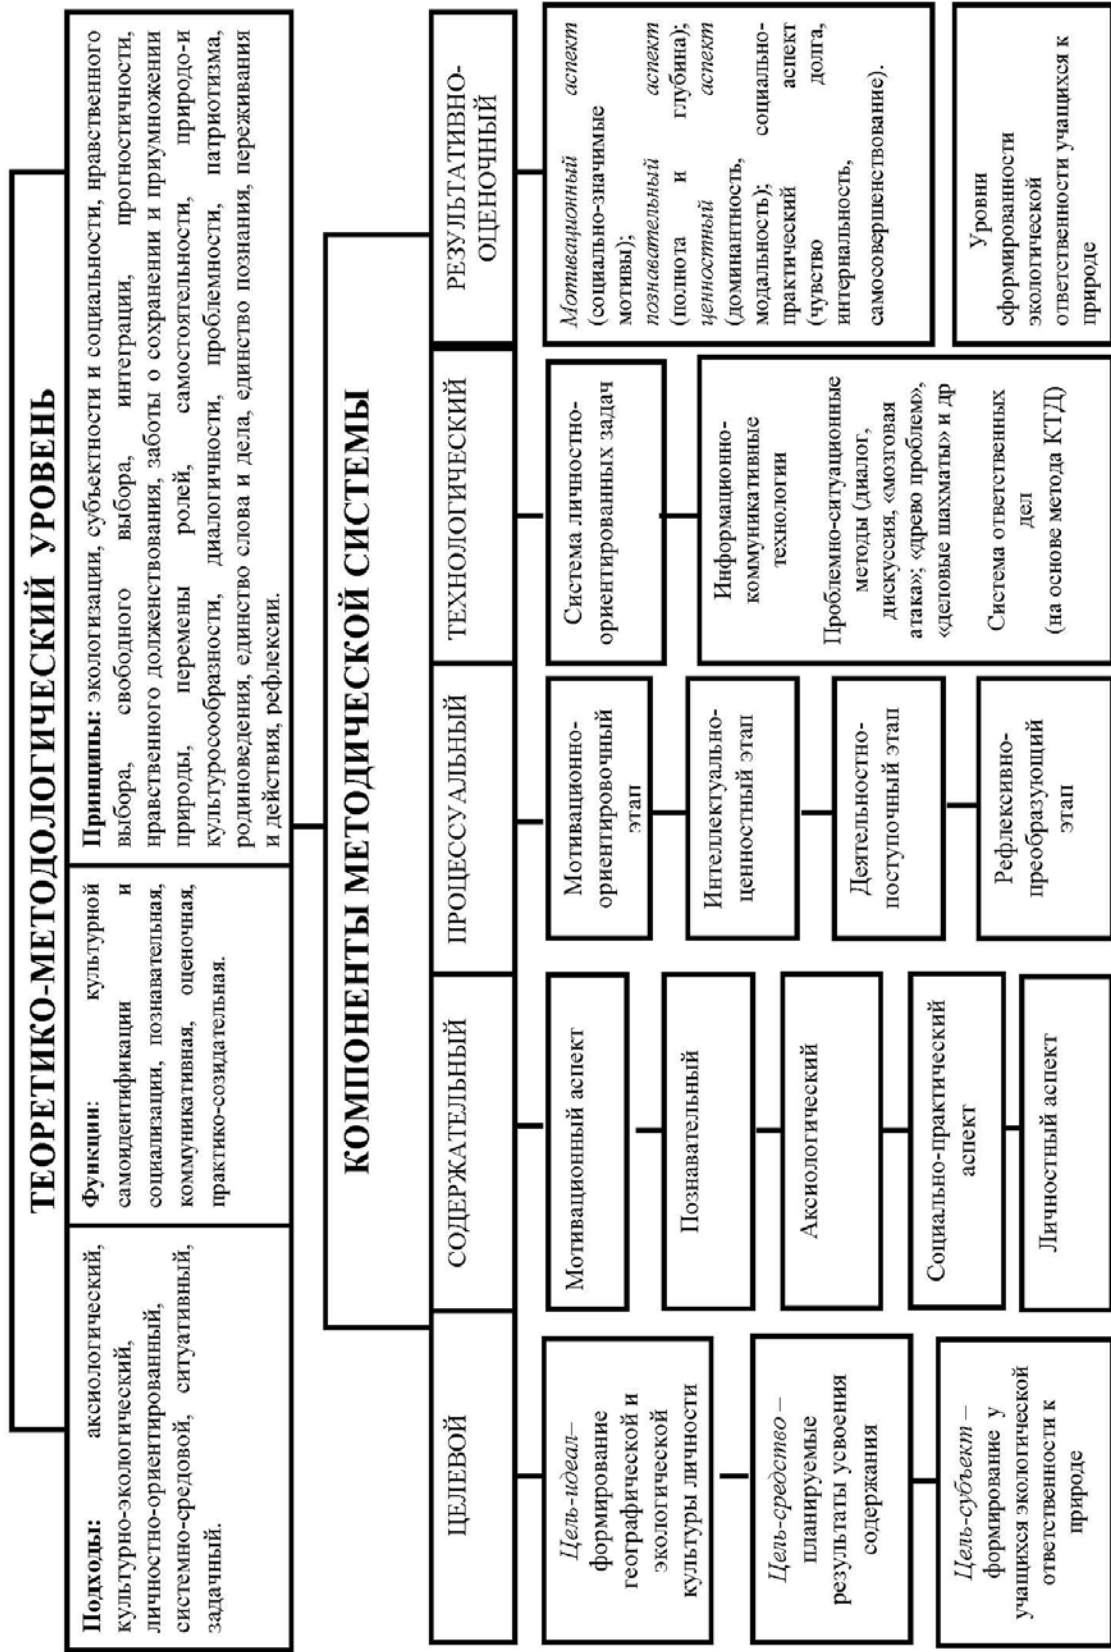 ТЕОРЕТИКО-МЕТОДОЛОГИЧЕСКИЙ УРОВЕНЬ
Подходы: аксиологический,
культурно-экологический,
личностно-ориентированный,
системно-средовой, ситуативный,
задачный.
Функции: культурной
самоидентификации и
социализации, познавательная,
коммуникативная, оценочная,
практико-созидательная.
Принципы: экологизации, субъектности и социальности, нравственного
выбора, свободного выбора, интеграции, прогностичности,
нравственного долженствования, заботы о сохранении и приумножении
природы, перемены ролей, самостоятельности, природо-и
культуросообразности, диалогичности, проблемности, патриотизма,
родиноведения, единство слова и дела, единство познания, переживания
и действия, рефлексии.
КОМПОНЕНТЫ МЕТОДИЧЕСКОЙ СИСТЕМЫ
ЦЕЛЕВОЙ
Цель-идеал–
формирование
географической и
экологической
культуры личности
Цель-средство –
планируемые
результаты усвоения
содержания
Цель-субъект –
формирование у
учащихся экологической
ответственности к
природе
СОДЕРЖАТЕЛЬНЫЙ
Мотивационный аспект
Познавательный
Аксиологический
Социально-практический
аспект
Личностный аспект
ПРОЦЕССУАЛЬНЫЙ
Мотивационно-
ориентировочный
этап
Интеллектуально-
ценностный этап
Деятельностно-
поступочный этап
Рефлексивно-
преобразующий
этап
ТЕХНОЛОГИЧЕСКИЙ
Система личностно-
ориентированных задач
Информационно-
коммуникативные
технологии
Проблемно-ситуационные
методы (диалог,
дискуссия, «мозговая
атака»; «древо проблем»,
«деловые шахматы» и др
Система ответственных
дел
(на основе метода КТД)
РЕЗУЛЬТАТИВНО-
ОЦЕНОЧНЫЙ
Мотивационный аспект
(социально-значимые
мотивы);
познавательный аспект
(полнота и глубина);
ценностный аспект
(доминантность,
модальность); социально-
практический аспект
(чувство долга,
интернальность,
самосовершенствование).
Уровни
сформированности
экологической
ответственности учащихся к
природе